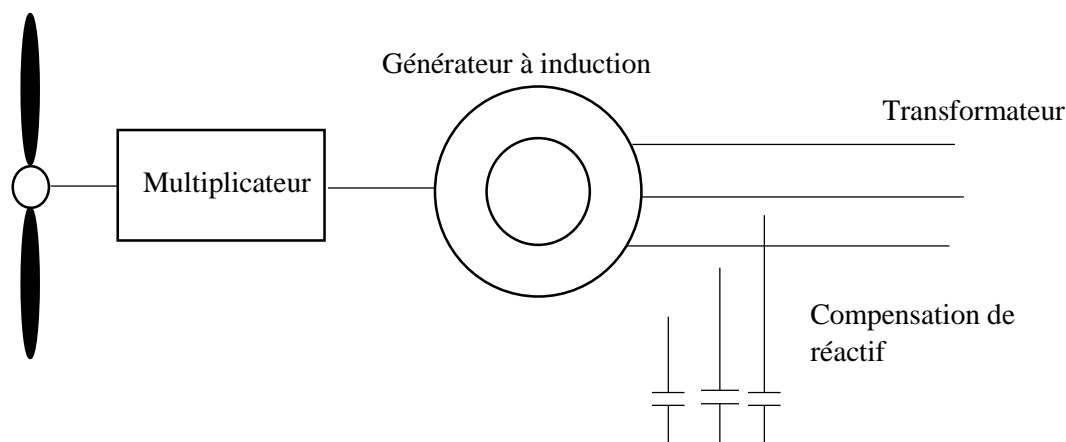 Générateur à induction
Transformateur
Multiplicateur
Compensation de
réactif